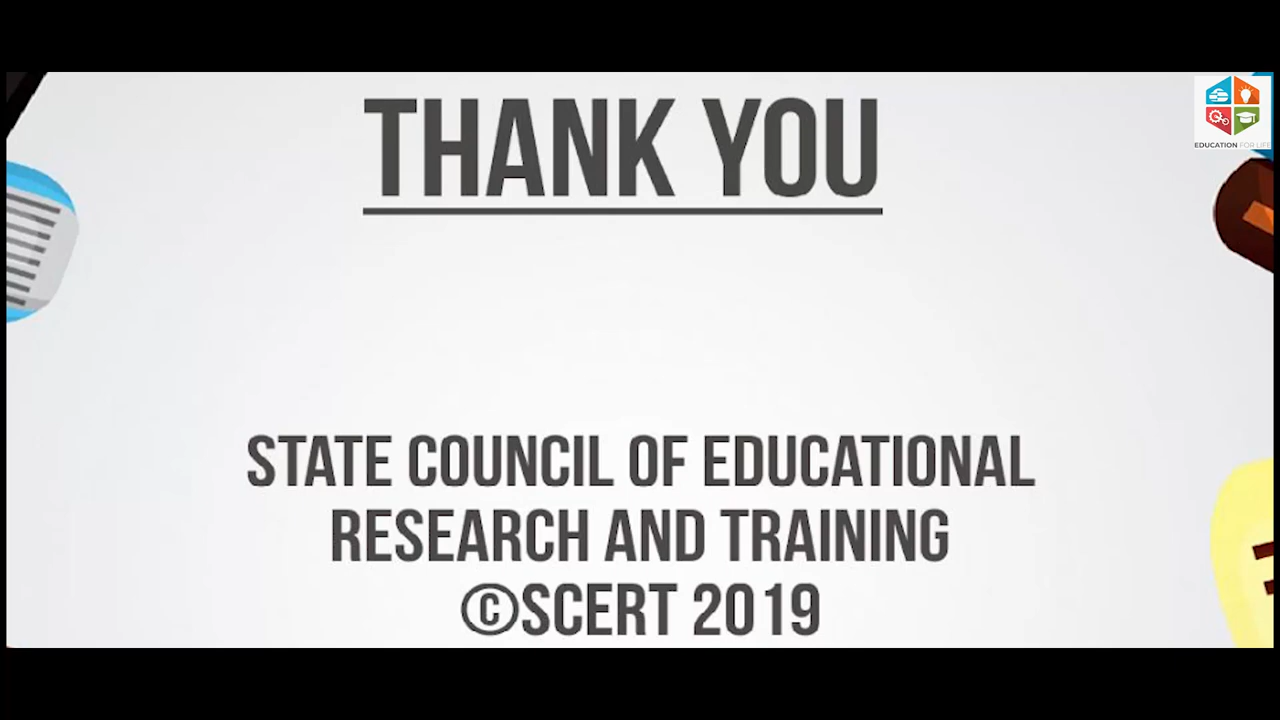 THANK YOU
EDUCATION FOR LIFE
STATE COUNCIL OF EDUCATIONAL
RESEARCH AND TRAINING
©SCERT 2019